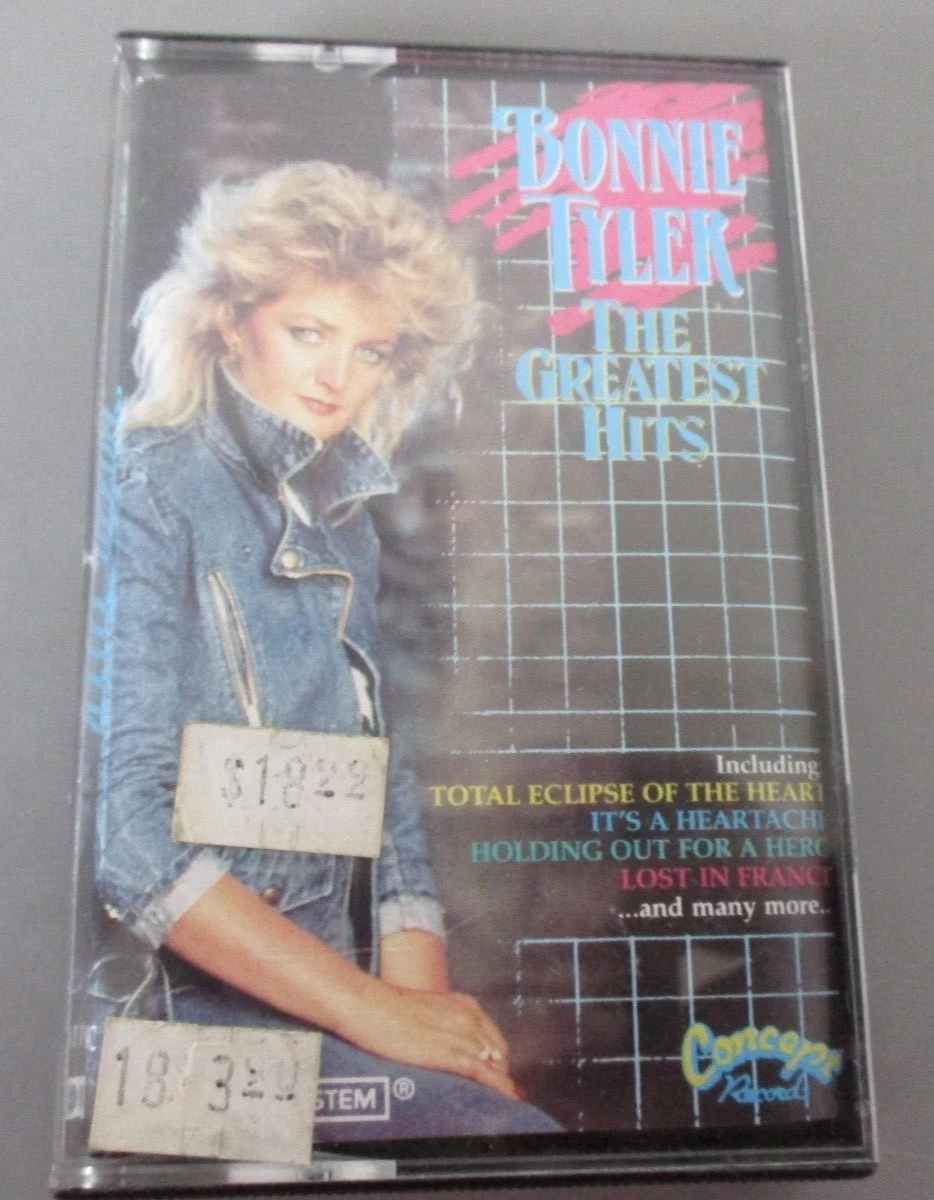 BONNIE
TYLER
THE
GREATEST
HITS
$18.99
Including
TOTAL ECLIPSE OF THE HEART
IT'S A HEARTACHE
HOLDING OUT FOR A HERO
LOST IN FRANCE
...and many more..
Concept
Records
STEM ®